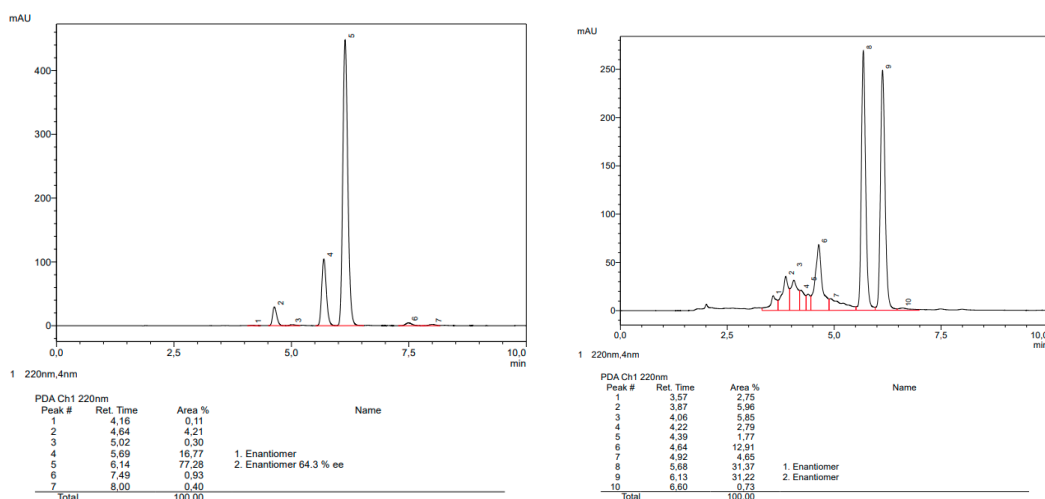 mAU
5
400
300
200
100
0
4
2
1
3
6
7
0,0
2,5
5,0
7,5
10,0
min
1 220nm,4nm
PDA Ch1 220nm
Peak # Ret. Time Area % Name
1 4,16 0,11
2 4,64 4,21
3 5,02 0,30
4 5,69 16,77 1. Enantiomer
5 6,14 77,28 2. Enantiomer 64.3 % ee
6 7,49 0,93
7 8,00 0,40
Total 100,00
mAU
8
9
250
200
150
100
50
0
6
1
2
3
4
5
7
10
0,0
2,5
5,0
7,5
10,0
min
1 220nm,4nm
PDA Ch1 220nm
Peak # Ret. Time Area % Name
1 3,57 2,75
2 3,87 5,96
3 4,06 5,85
4 4,22 2,79
5 4,39 1,77
6 4,64 12,91
7 4,92 4,65
8 5,68 31,37 1. Enantiomer
9 6,13 31,22 2. Enantiomer
10 6,60 0,73
Total 100,00